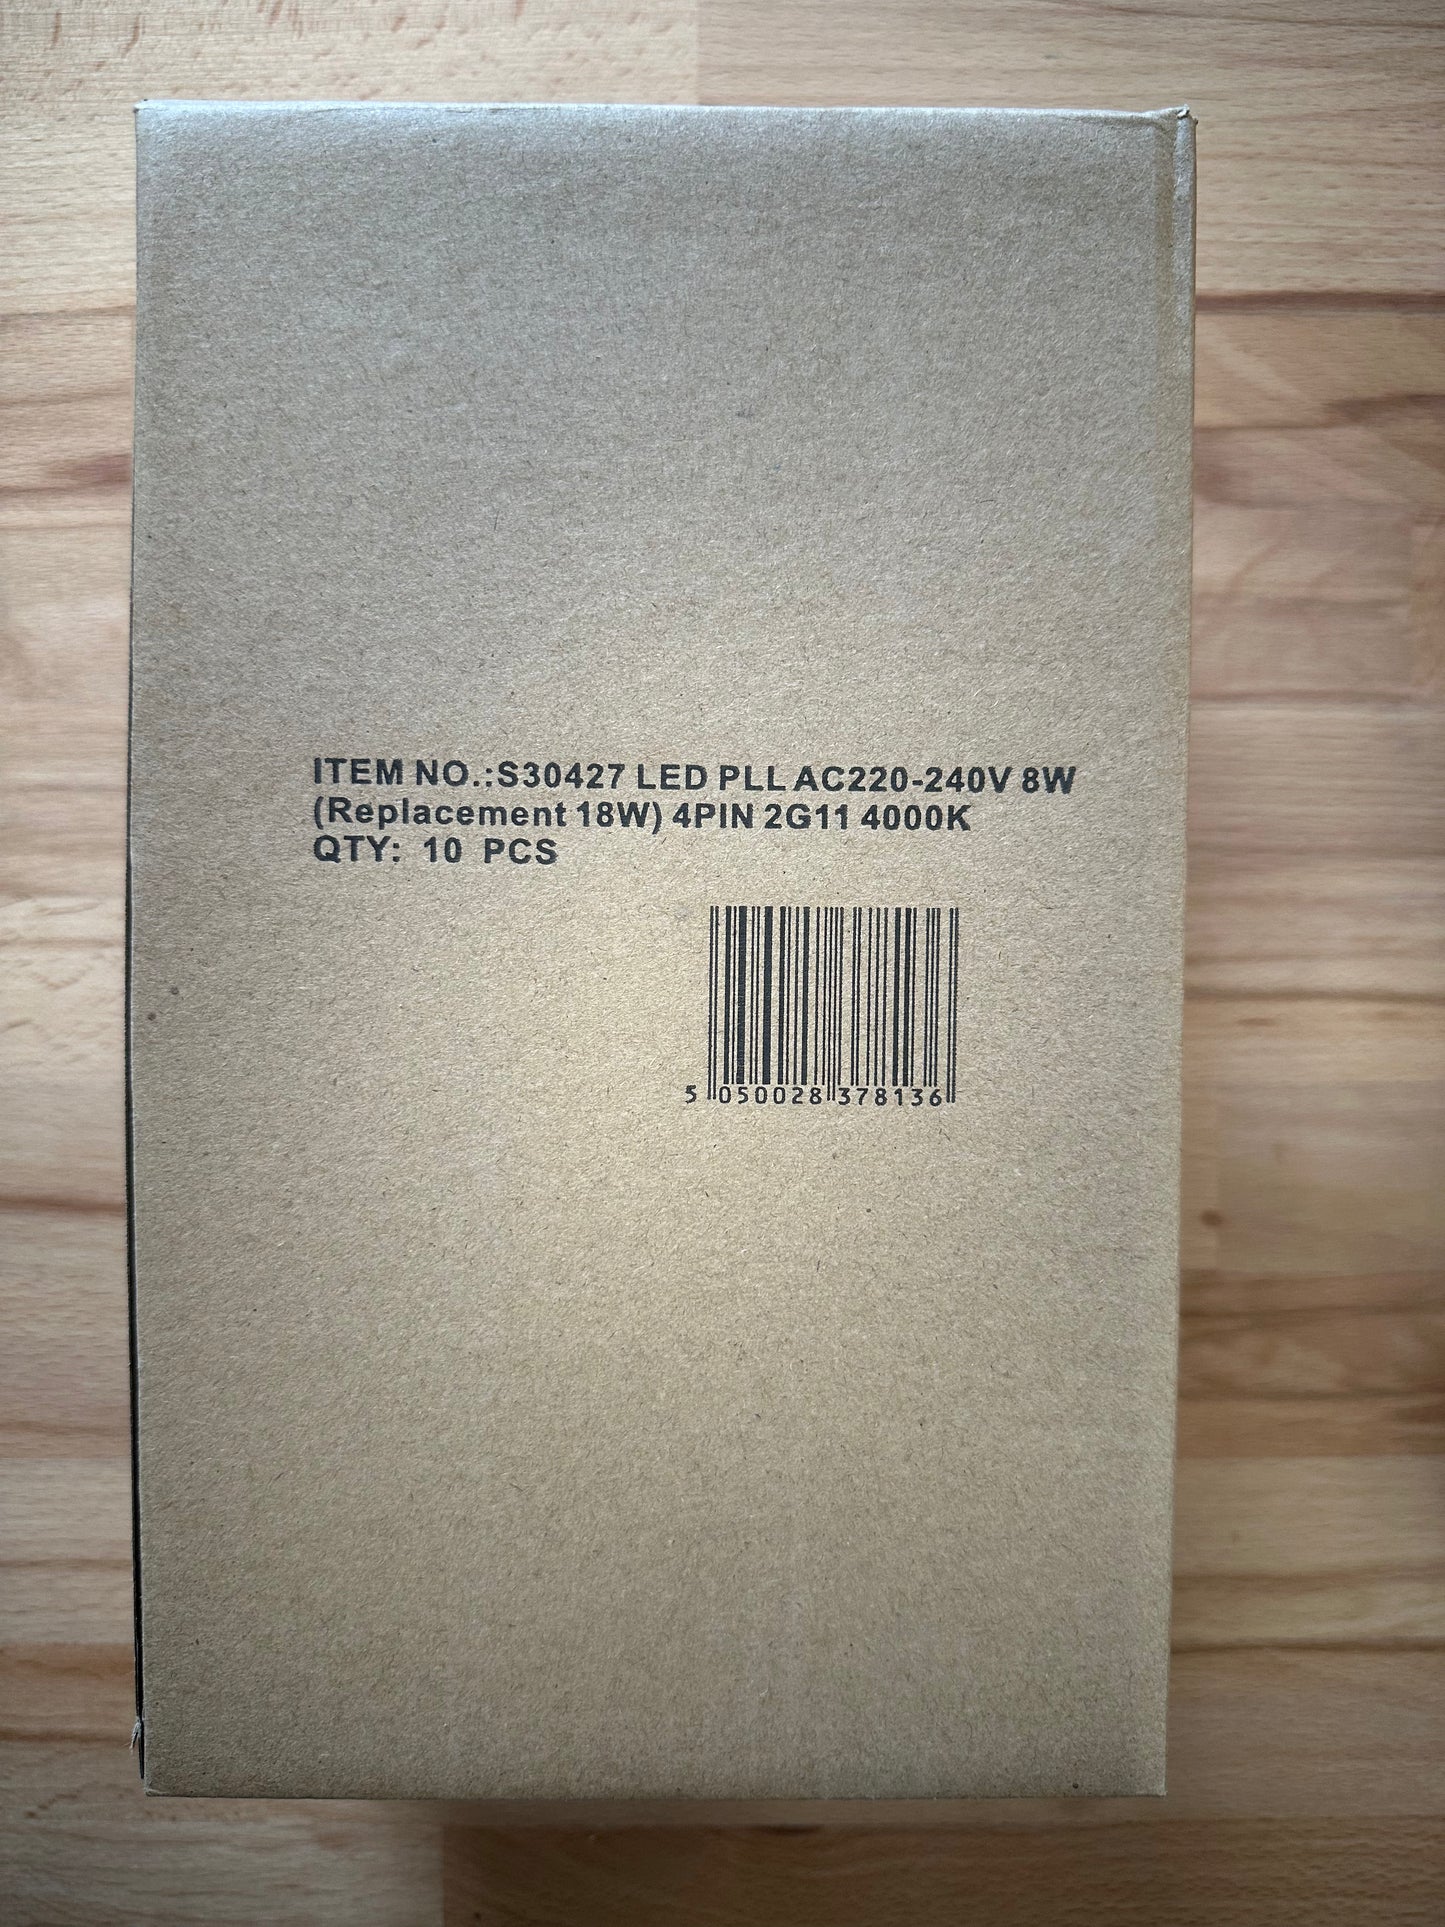 ITEM NO.:S30427 LED PLL AC220-240V 8W
(Replacement 18W) 4PIN 2G11 4000K
QTY: 10 PCS
5 050028 378136